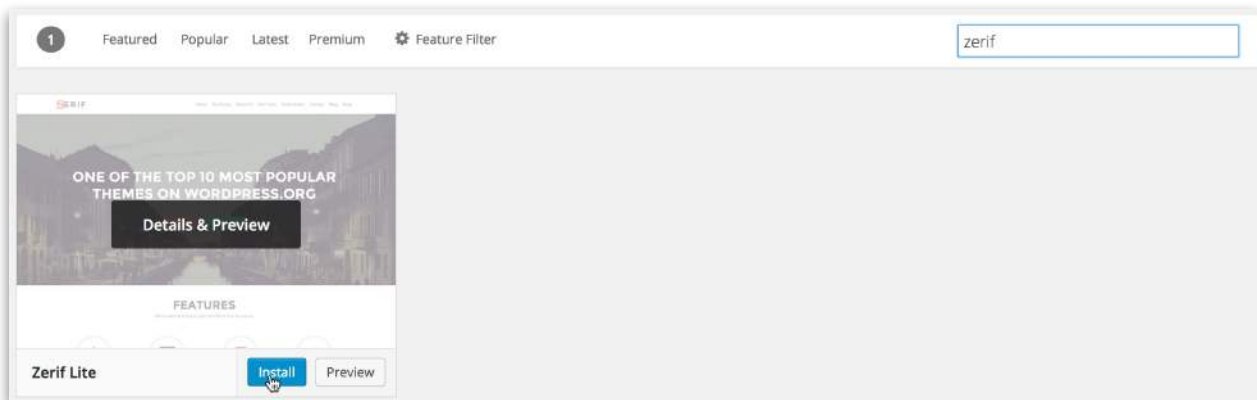 1 Featured Popular Latest Premium Feature Filter zerif
ZERIF
ONE OF THE TOP 10 MOST POPULAR
THEMES ON WORDPRESS.ORG
Details & Preview
FEATURES
Zerif Lite Install Preview